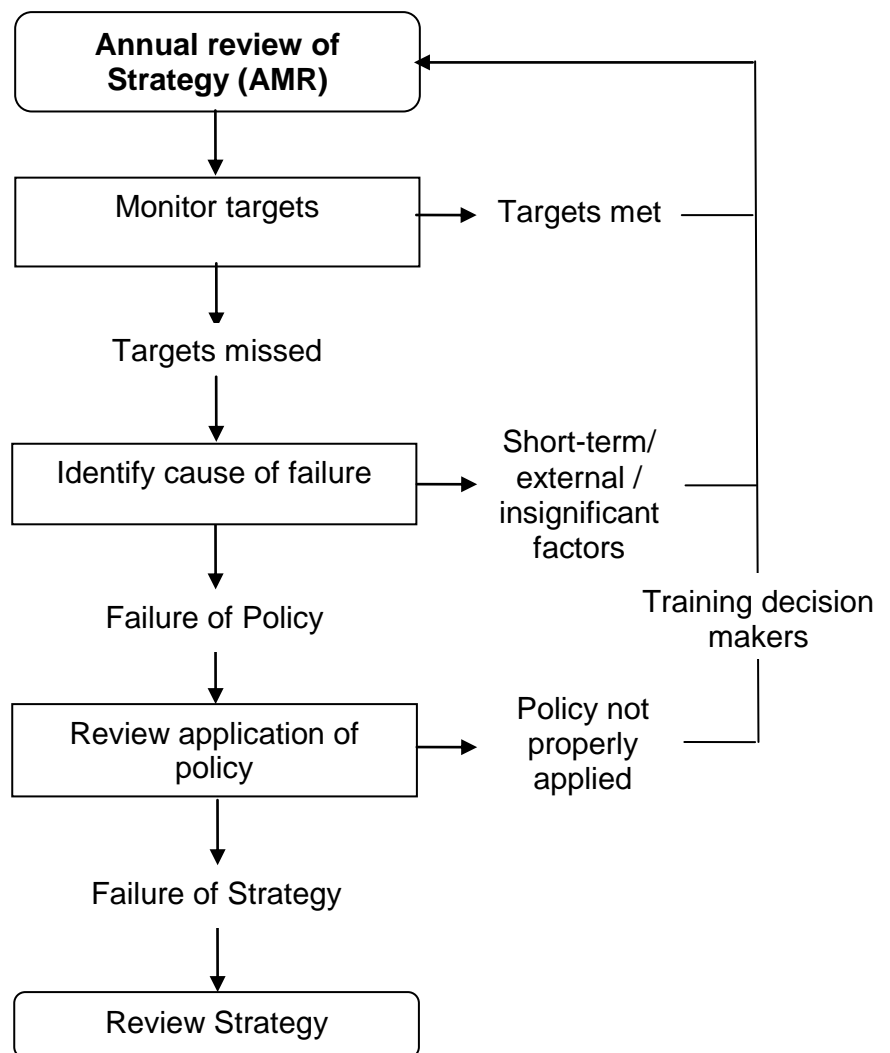 Annual review of
Strategy (AMR)
Monitor targets
Targets met
Targets missed
Identify cause of failure
Short-term/
external /
insignificant
factors
Failure of Policy
Training decision
makers
Review application of
policy
Policy not
properly
applied
Failure of Strategy
Review Strategy